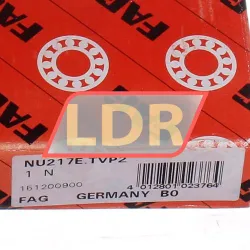 FAG
LDR
NU217E.TVP2
1 N
161200900
4 012801 023764
FAG GERMANY B0